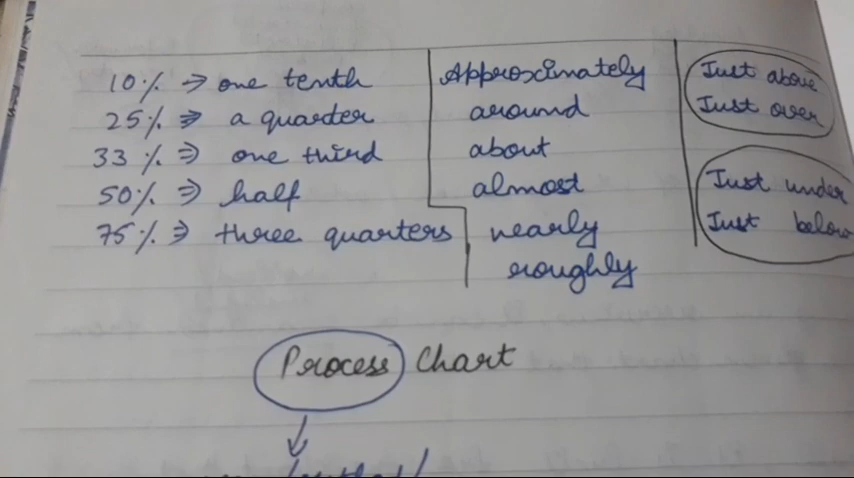 10% ⇒ one tenth
25% ⇒ a quarter
33 % ⇒ one third
50% ⇒ half
75% ⇒ three quarters
Approximately
around
about
almost
nearly
roughly
Just above
Just over
Just under
Just below
Process Chart